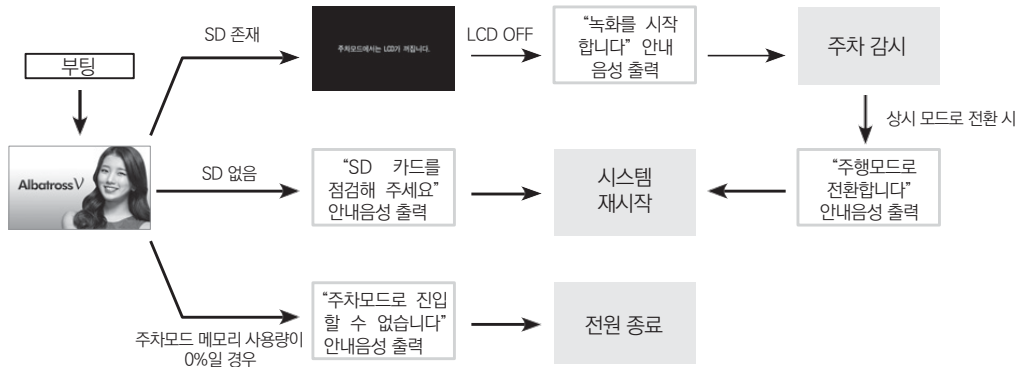 SD 존재
주차모드에서는 LCD가 꺼집니다.
LCD OFF
“녹화를 시작
합니다” 안내
음성 출력
주차 감시
부팅
상시 모드로 전환 시
Albatross V
SD 없음
“SD 카드를
점검해 주세요”
안내음성 출력
시스템
재시작
“주행모드로
전환합니다”
안내음성 출력
주차모드 메모리 사용량이
0%일 경우
“주차모드로 진입
할 수 없습니다”
안내음성 출력
전원 종료